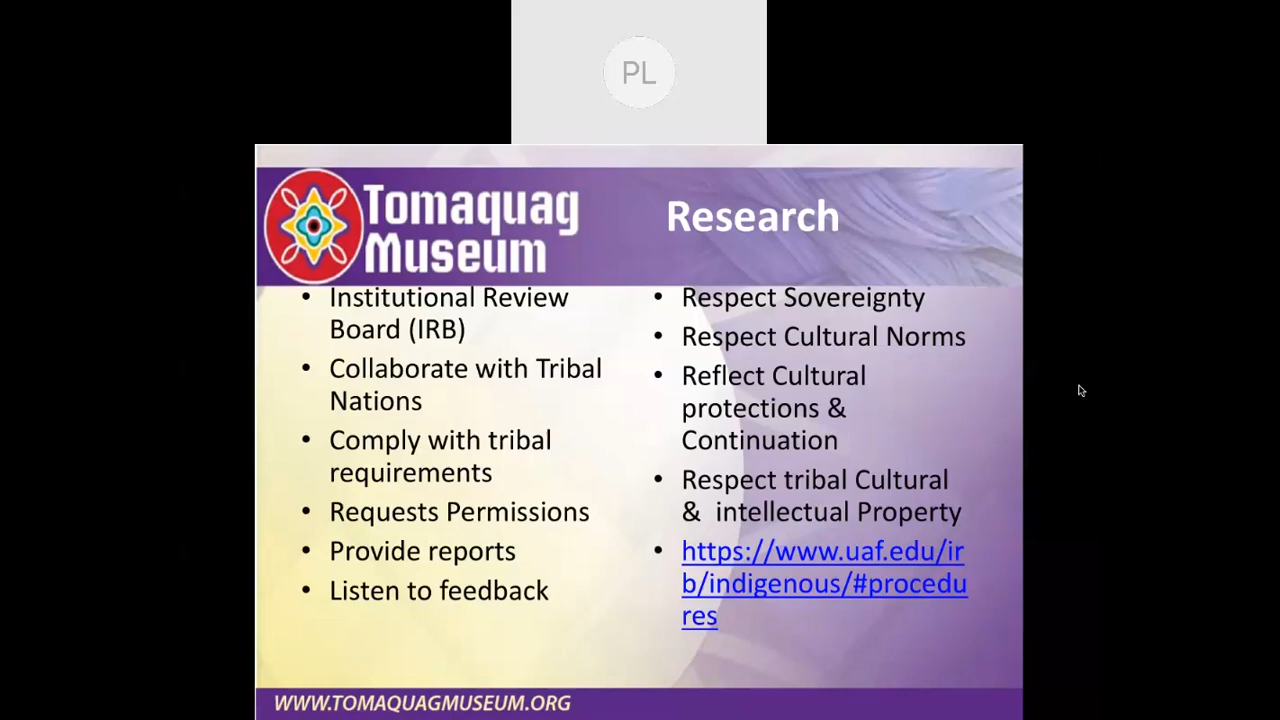 PL
Tomaquag
Museum
Research
• Institutional Review
Board (IRB)
• Collaborate with Tribal
Nations
• Comply with tribal
requirements
• Requests Permissions
• Provide reports
• Listen to feedback
• Respect Sovereignty
• Respect Cultural Norms
• Reflect Cultural
protections &
Continuation
• Respect tribal Cultural
&  intellectual Property
• https://www.uaf.edu/ir
b/indigenous/#procedu
res
WWW.TOMAQUAGMUSEUM.ORG